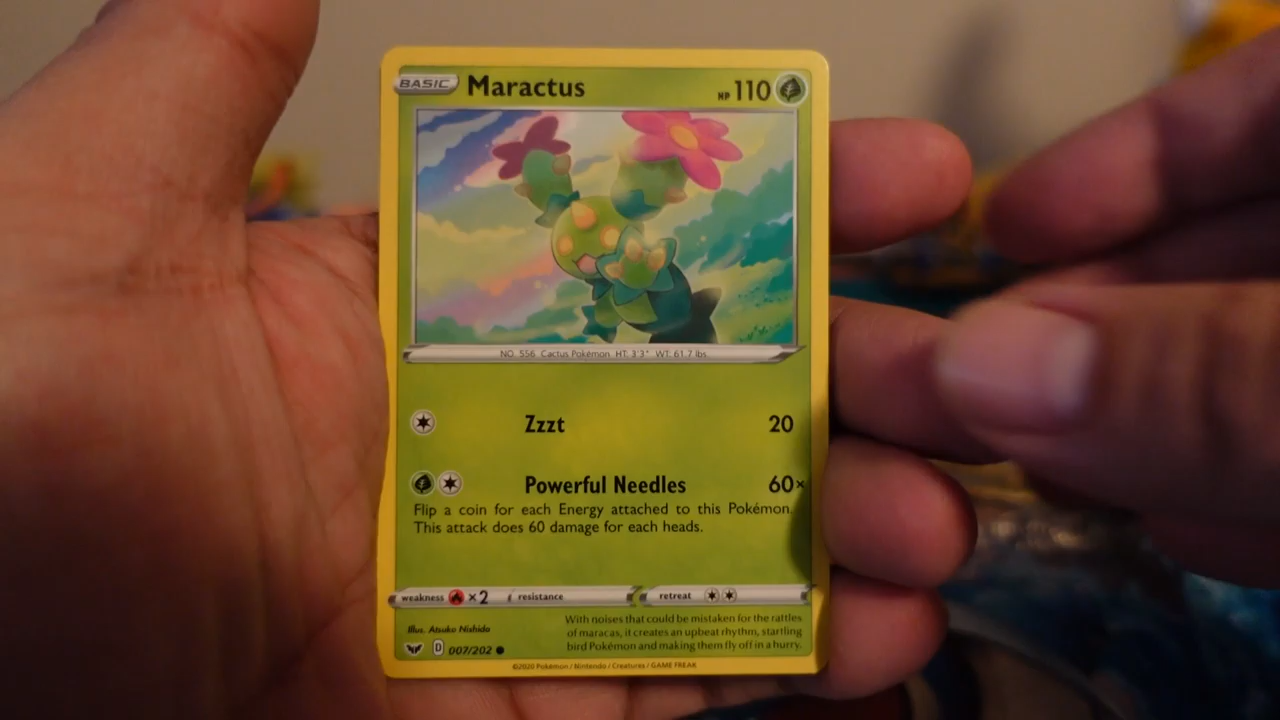 BASIC Maractus HP 110
NO. 556 Cactus Pokémon HT: 3'3" WT: 61.7 lbs
Zzzt 20
Powerful Needles 60×
Flip a coin for each Energy attached to this Pokémon.
This attack does 60 damage for each heads.
weakness ×2 resistance retreat
With noises that could be mistaken for the rattles
of maracas, it creates an upbeat rhythm, startling
bird Pokémon and making them fly off in a hurry.
Illus. Atsuko Nishida
D 007/202
©2020 Pokémon / Nintendo / Creatures / GAME FREAK